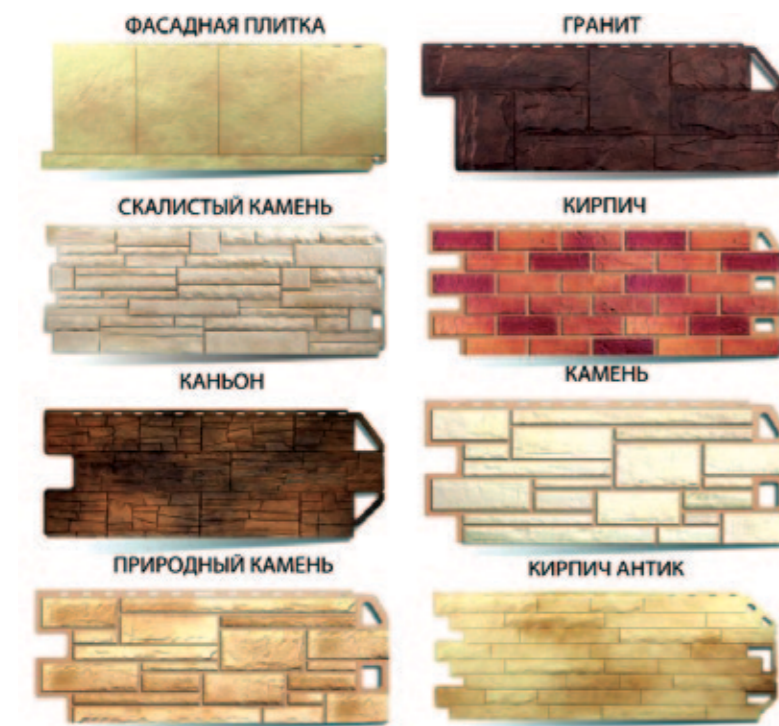 ФАСАДНАЯ ПЛИТКА
ГРАНИТ
СКАЛИСТЫЙ КАМЕНЬ
КИРПИЧ
КАНЬОН
КАМЕНЬ
ПРИРОДНЫЙ КАМЕНЬ
КИРПИЧ АНТИК